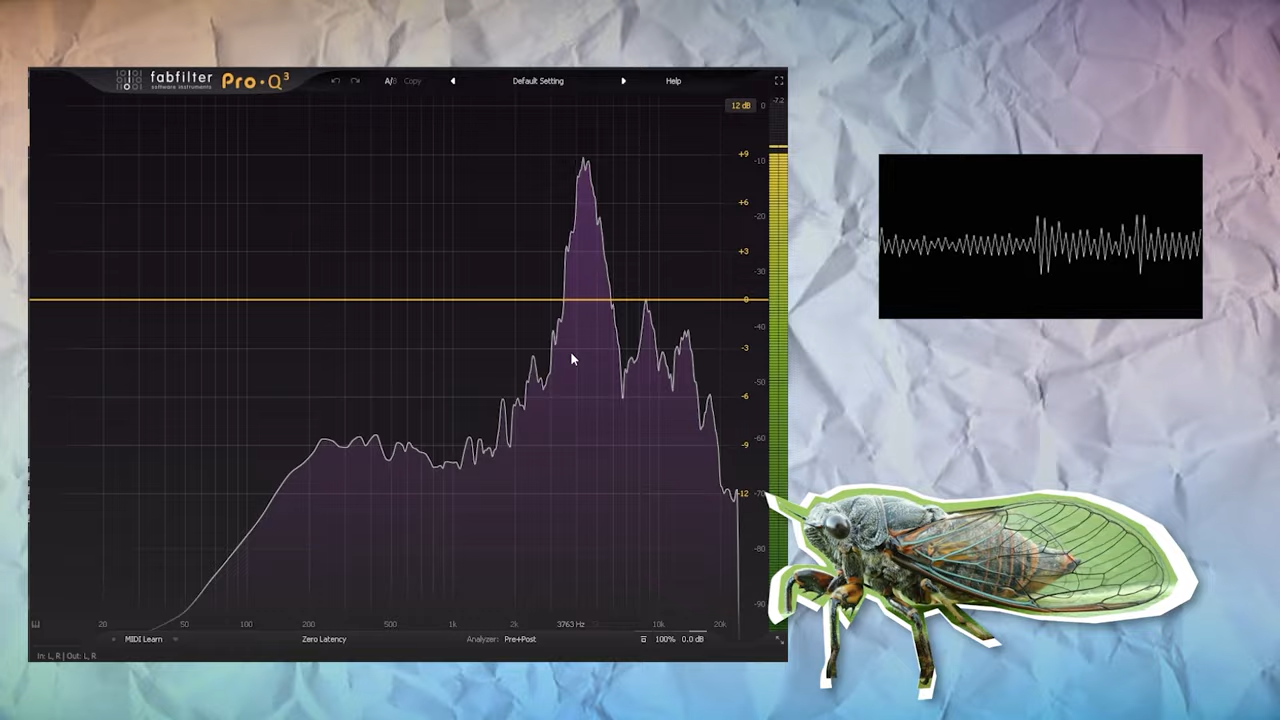 fabfilter Pro·Q³
software instruments
A/B Copy
Default Setting
Help
12 dB 0 -7.2
+9 -10
+6 -20
+3 -30
0
-40
-3
-50
-6
-60
-9
-12 -70
-80
-90
20 50 100 200 500 1k 2k 3763 Hz 10k 20k
MIDI Learn Zero Latency Analyzer: Pre+Post 100% 0.0 dB
In: L, R | Out: L, R